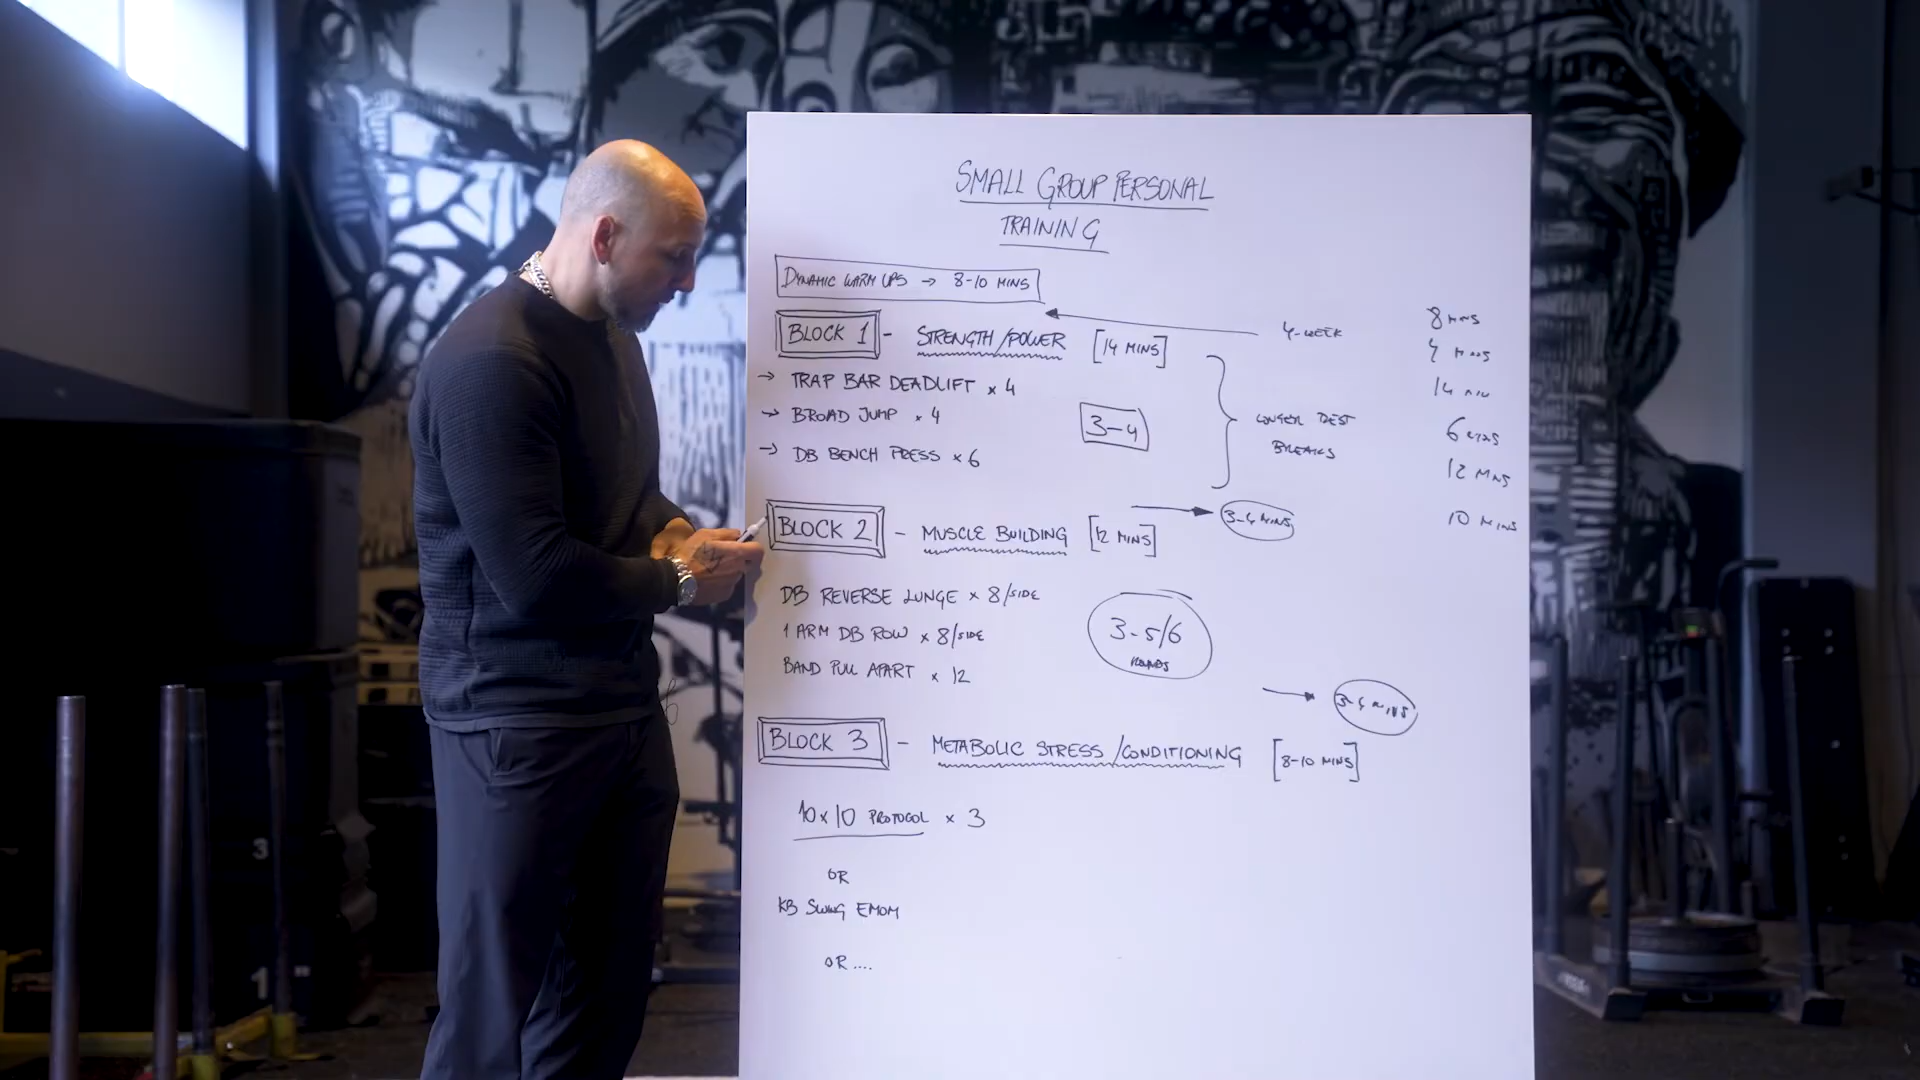 SMALL GROUP PERSONAL
TRAINING
DYNAMIC WARM UPS → 8-10 MINS
4-WEEK
BLOCK 1 - STRENGTH/POWER [14 MINS]
→ TRAP BAR DEADLIFT × 4
→ BROAD JUMP × 4
→ DB BENCH PRESS × 6
3-4
LONGER REST
BREAKS
BLOCK 2 - MUSCLE BUILDING [12 MINS]
3-4 MINS
DB REVERSE LUNGE × 8/SIDE
1 ARM DB ROW × 8/SIDE
BAND PULL APART × 12
3-5/6
ROUNDS
3-4 MINS
BLOCK 3 - METABOLIC STRESS/CONDITIONING [8-10 MINS]
10×10 PROTOCOL × 3
OR
KB SWING EMOM
OR ....
8 MINS
4 MINS
14 MIN
6 MINS
12 MINS
10 MINS
3
1